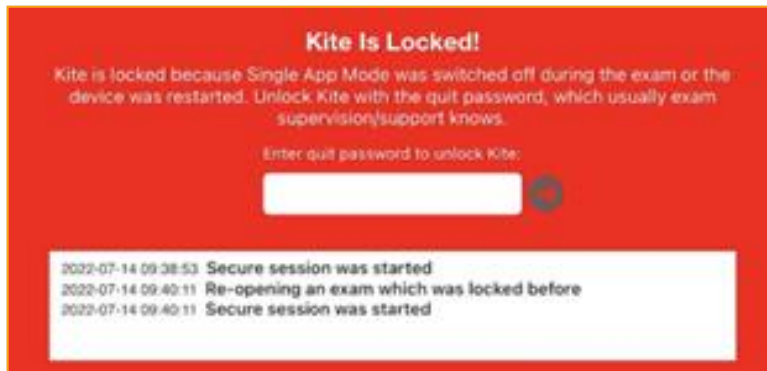 Kite Is Locked!
Kite is locked because Single App Mode was switched off during the exam or the
device was restarted. Unlock Kite with the quit password, which usually exam
supervision/support knows.
Enter quit password to unlock Kite:
2022-07-14 09:38:53 Secure session was started
2022-07-14 09:40:11 Re-opening an exam which was locked before
2022-07-14 09:40:11 Secure session was started